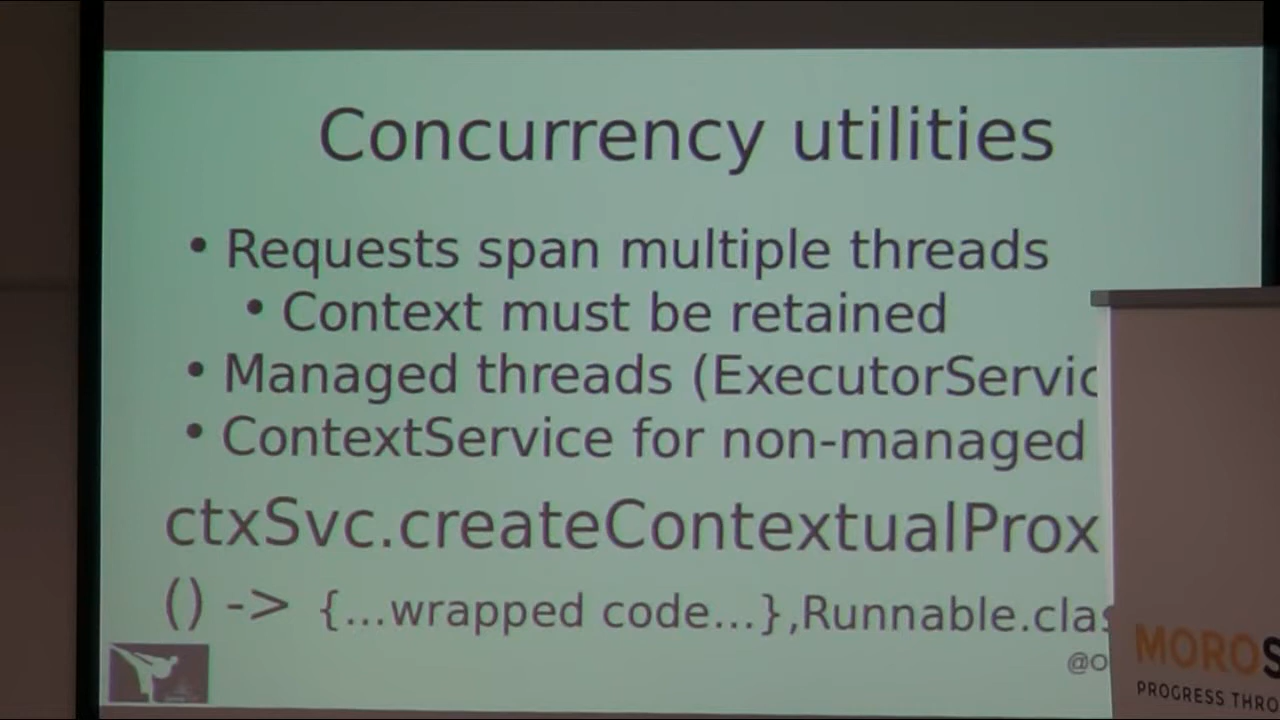 Concurrency utilities
• Requests span multiple threads
• Context must be retained
• Managed threads (ExecutorServic
• ContextService for non-managed
ctxSvc.createContextualProx
() -> {...wrapped code...},Runnable.clas
@O
MOROS
PROGRESS THRO